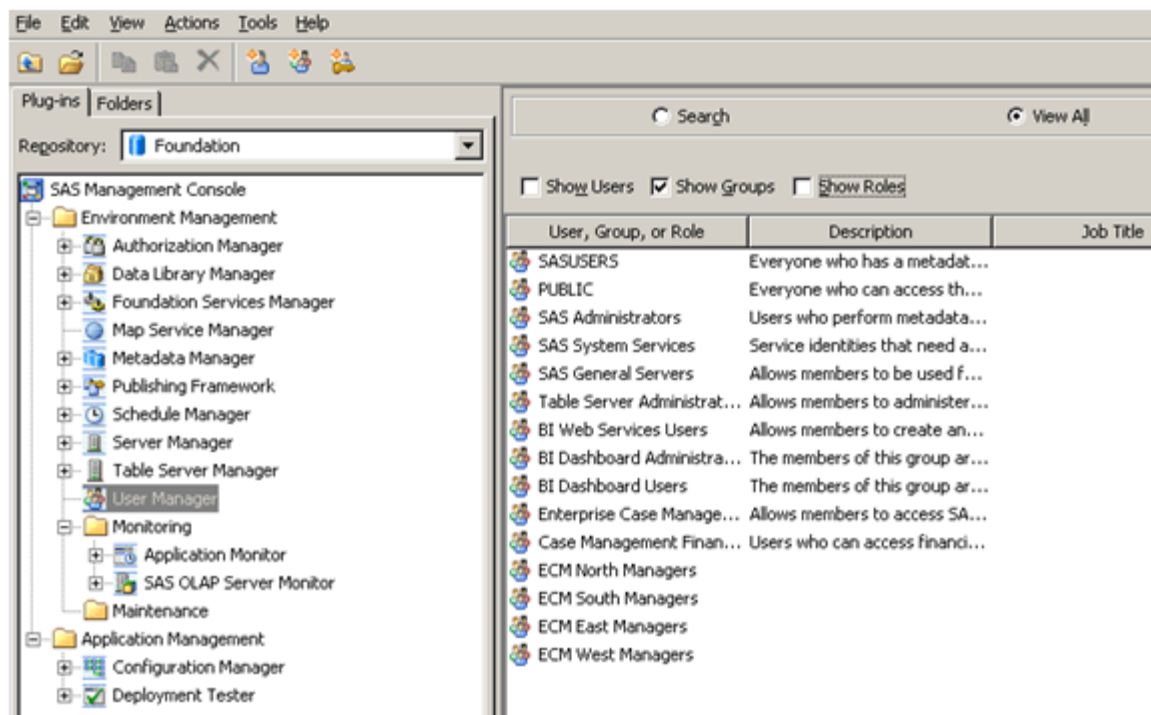 File Edit View Actions Tools Help
Plug-ins Folders
Repository: Foundation
SAS Management Console
Environment Management
Authorization Manager
Data Library Manager
Foundation Services Manager
Map Service Manager
Metadata Manager
Publishing Framework
Schedule Manager
Server Manager
Table Server Manager
User Manager
Monitoring
Application Monitor
SAS OLAP Server Monitor
Maintenance
Application Management
Configuration Manager
Deployment Tester
Search View All
Show Users Show Groups Show Roles
User, Group, or Role Description Job Title
SASUSERS Everyone who has a metadat...
PUBLIC Everyone who can access th...
SAS Administrators Users who perform metadata...
SAS System Services Service identities that need a...
SAS General Servers Allows members to be used f...
Table Server Administrat... Allows members to administer...
BI Web Services Users Allows members to create an...
BI Dashboard Administra... The members of this group ar...
BI Dashboard Users The members of this group ar...
Enterprise Case Manage... Allows members to access SA...
Case Management Finan... Users who can access financi...
ECM North Managers
ECM South Managers
ECM East Managers
ECM West Managers